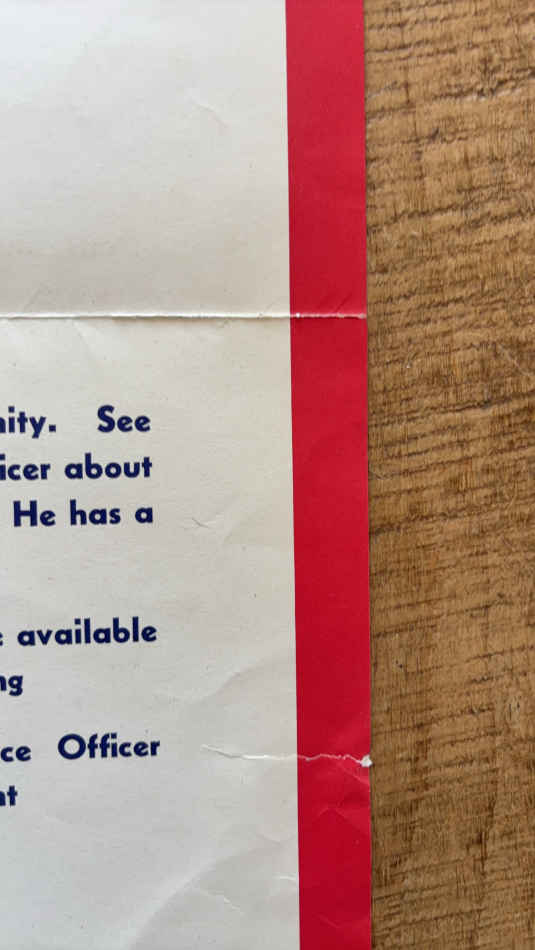 nity. See
icer about
He has a
e available
ng
ce Officer
nt